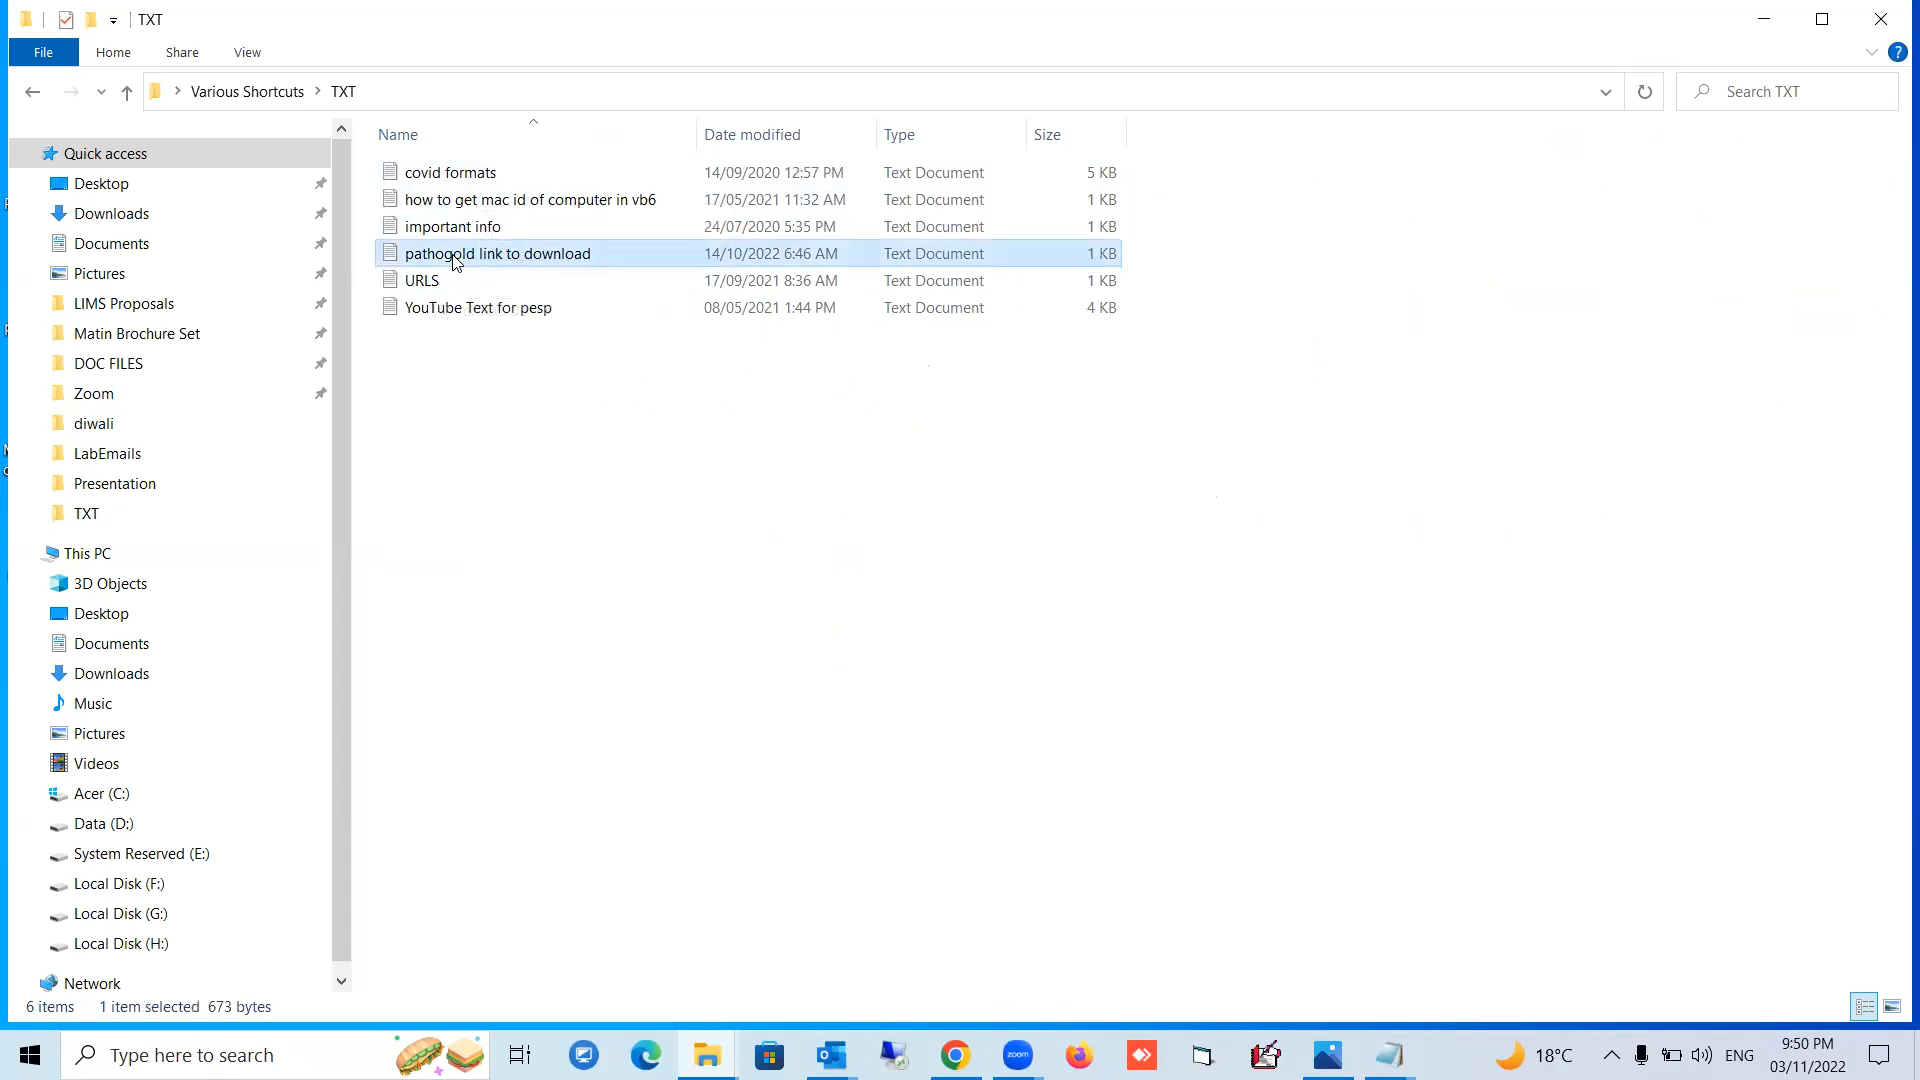 TXT
File Home Share View
Various Shortcuts TXT
Search TXT
Name Date modified Type Size
covid formats 14/09/2020 12:57 PM Text Document 5 KB
how to get mac id of computer in vb6 17/05/2021 11:32 AM Text Document 1 KB
important info 24/07/2020 5:35 PM Text Document 1 KB
pathogold link to download 14/10/2022 6:46 AM Text Document 1 KB
URLS 17/09/2021 8:36 AM Text Document 1 KB
YouTube Text for pesp 08/05/2021 1:44 PM Text Document 4 KB
Quick access
Desktop
Downloads
Documents
Pictures
LIMS Proposals
Matin Brochure Set
DOC FILES
Zoom
diwali
LabEmails
Presentation
TXT
This PC
3D Objects
Desktop
Documents
Downloads
Music
Pictures
Videos
Acer (C:)
Data (D:)
System Reserved (E:)
Local Disk (F:)
Local Disk (G:)
Local Disk (H:)
Network
6 items 1 item selected 673 bytes
Type here to search
zoom
18°C
ENG
9:50 PM
03/11/2022